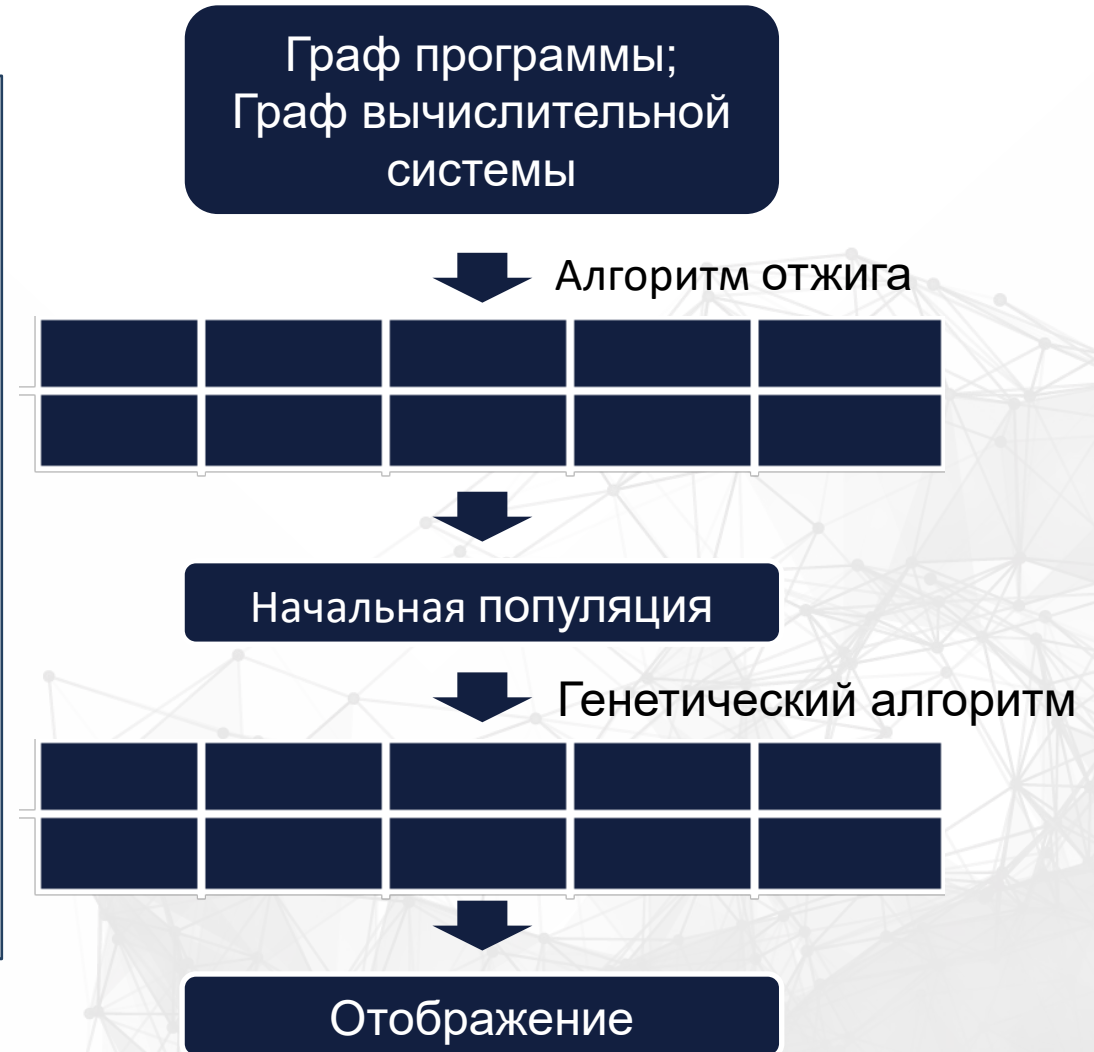 Граф программы;
Граф вычислительной
системы
Алгоритм отжига
Начальная популяция
Генетический алгоритм
Отображение